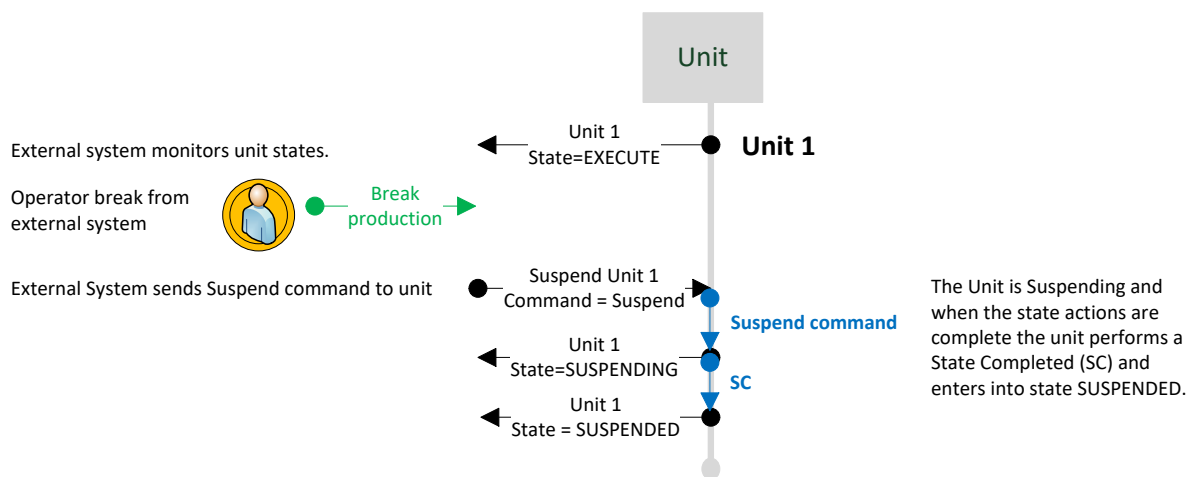 Unit
Unit 1
State=EXECUTE
Unit 1
External system monitors unit states.
Operator break from
external system
Break
production
External System sends Suspend command to unit
Suspend Unit 1
Command = Suspend
Suspend command
The Unit is Suspending and
when the state actions are
complete the unit performs a
State Completed (SC) and
enters into state SUSPENDED.
Unit 1
State=SUSPENDING
SC
Unit 1
State = SUSPENDED